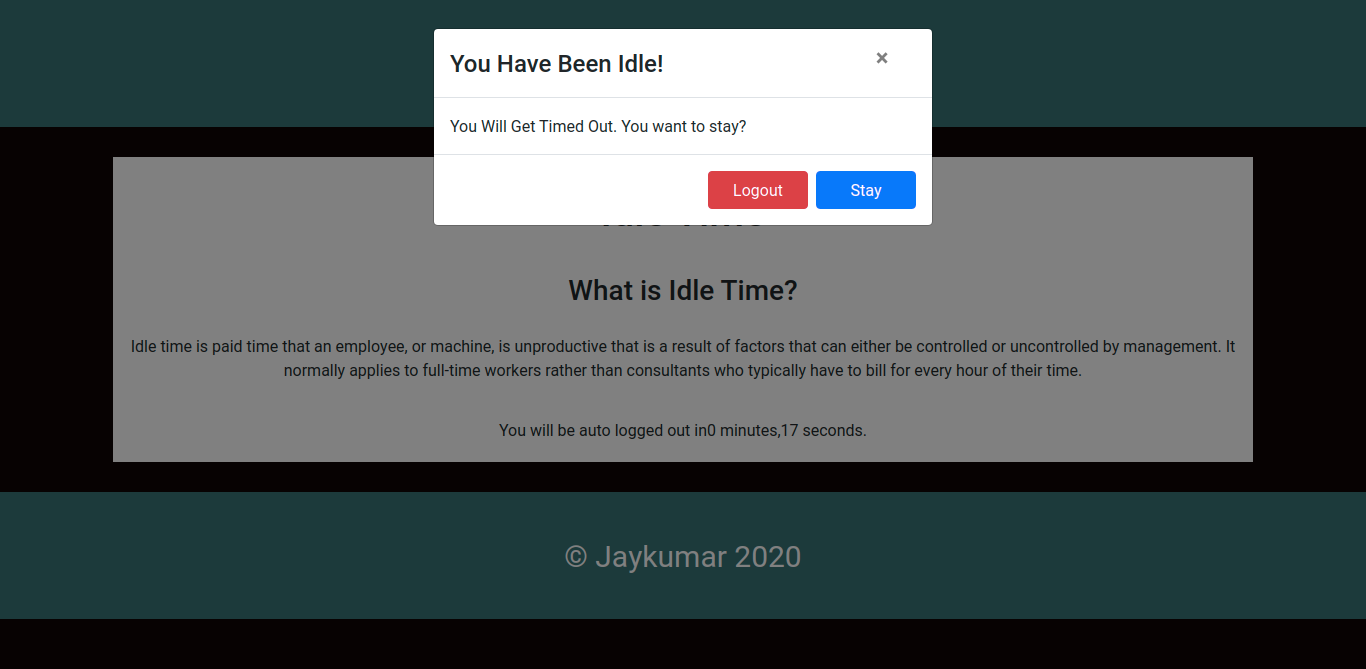 You Have Been Idle!
×
You Will Get Timed Out. You want to stay?
Logout
Stay
What is Idle Time?
Idle time is paid time that an employee, or machine, is unproductive that is a result of factors that can either be controlled or uncontrolled by management. It
normally applies to full-time workers rather than consultants who typically have to bill for every hour of their time.
You will be auto logged out in0 minutes,17 seconds.
© Jaykumar 2020